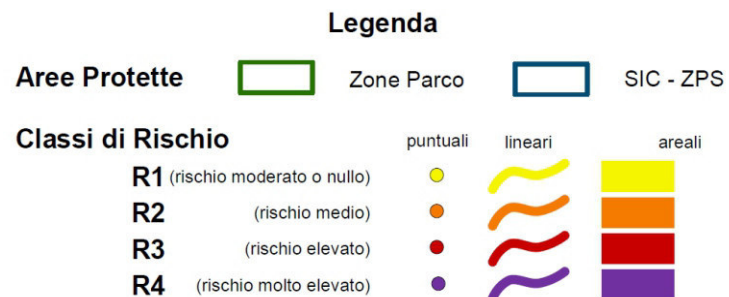 Legenda
Aree Protette Zone Parco SIC - ZPS
Classi di Rischio puntuali lineari areali
R1 (rischio moderato o nullo)
R2 (rischio medio)
R3 (rischio elevato)
R4 (rischio molto elevato)